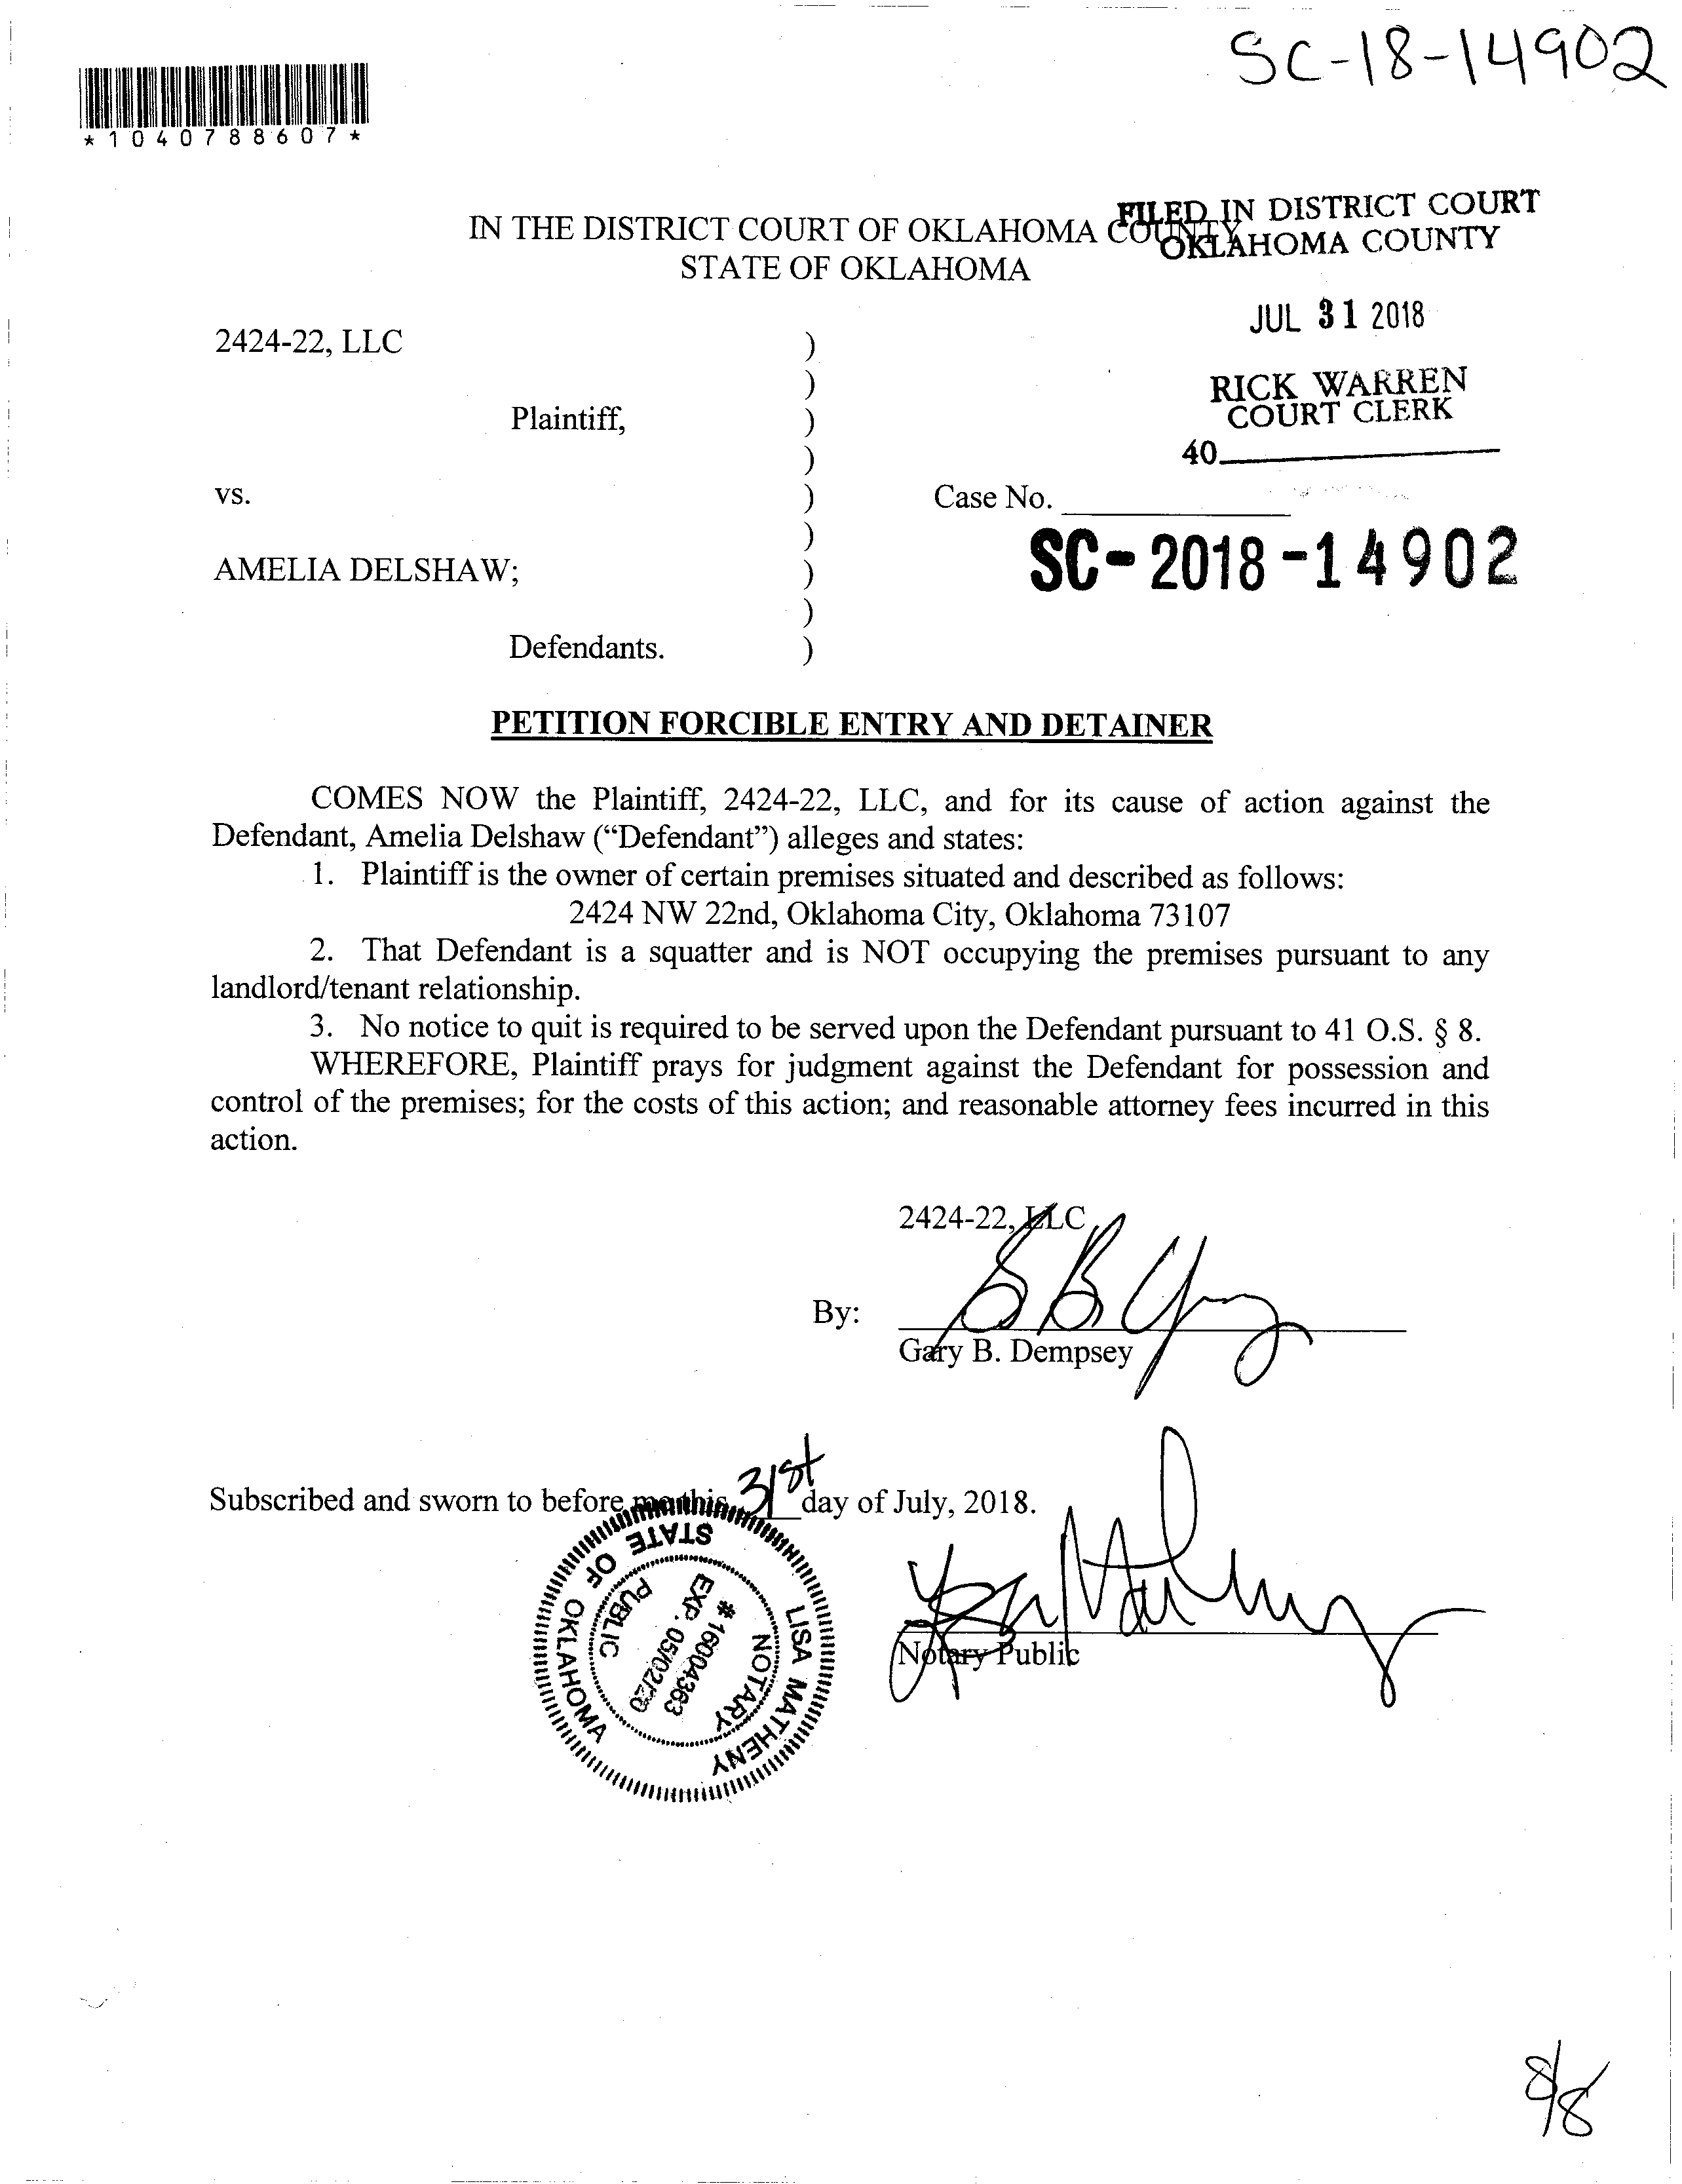 SC-18-14902
*1040788607*
FILED IN DISTRICT COURT
OKLAHOMA COUNTY
IN THE DISTRICT COURT OF OKLAHOMA COUNTY
STATE OF OKLAHOMA
JUL 31 2018
2424-22, LLC )
)
RICK WARREN
COURT CLERK
Plaintiff, )
40
)
vs. ) Case No.
)
SC-2018-14902
AMELIA DELSHAW; )
)
Defendants. )
PETITION FORCIBLE ENTRY AND DETAINER
COMES NOW the Plaintiff, 2424-22, LLC, and for its cause of action against the
Defendant, Amelia Delshaw (“Defendant”) alleges and states:
1. Plaintiff is the owner of certain premises situated and described as follows:
2424 NW 22nd, Oklahoma City, Oklahoma 73107
2. That Defendant is a squatter and is NOT occupying the premises pursuant to any
landlord/tenant relationship.
3. No notice to quit is required to be served upon the Defendant pursuant to 41 O.S. § 8.
WHEREFORE, Plaintiff prays for judgment against the Defendant for possession and
control of the premises; for the costs of this action; and reasonable attorney fees incurred in this
action.
2424-22, LLC
By:
Gary B. Dempsey
Subscribed and sworn to before me this 31st day of July, 2018.
STATE OF OKLAHOMA
LISA MATHENY
NOTARY PUBLIC
# 16004363
EXP. 05/02/20
Notary Public
8/8